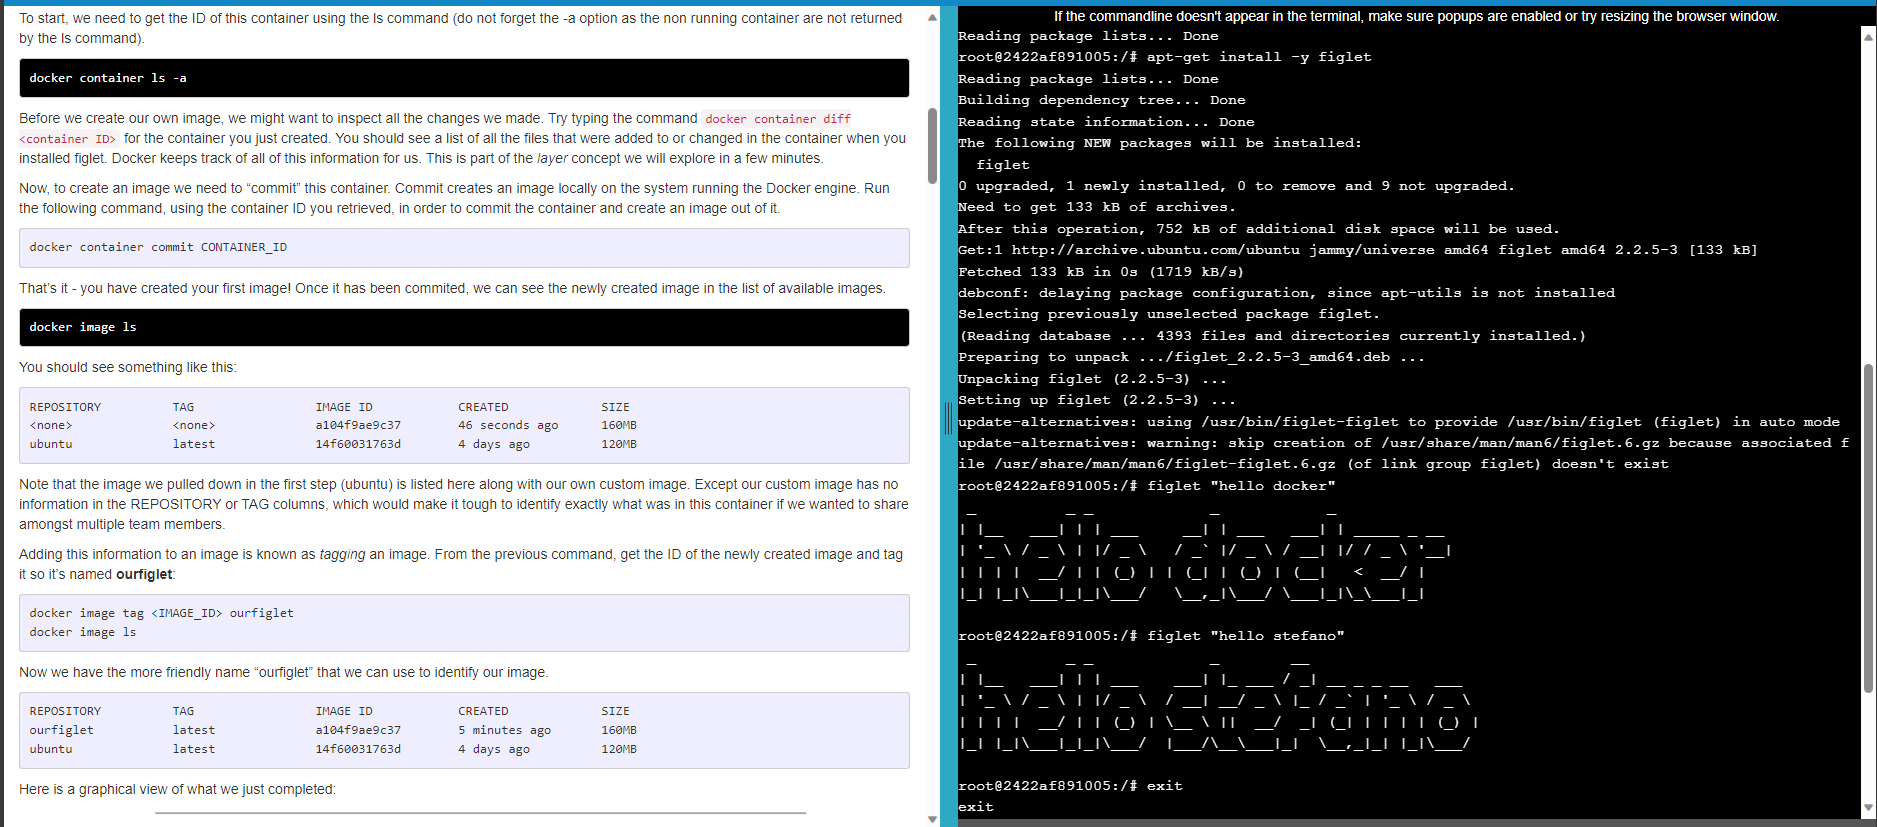 To start, we need to get the ID of this container using the ls command (do not forget the -a option as the non running container are not returned
by the ls command).
docker container ls -a
Before we create our own image, we might want to inspect all the changes we made. Try typing the command docker container diff
<container ID> for the container you just created. You should see a list of all the files that were added to or changed in the container when you
installed figlet. Docker keeps track of all of this information for us. This is part of the layer concept we will explore in a few minutes.
Now, to create an image we need to “commit” this container. Commit creates an image locally on the system running the Docker engine. Run
the following command, using the container ID you retrieved, in order to commit the container and create an image out of it.
docker container commit CONTAINER_ID
That’s it - you have created your first image! Once it has been commited, we can see the newly created image in the list of available images.
docker image ls
You should see something like this:
REPOSITORY TAG IMAGE ID CREATED SIZE
<none> <none> a104f9ae9c37 46 seconds ago 160MB
ubuntu latest 14f60031763d 4 days ago 120MB
Note that the image we pulled down in the first step (ubuntu) is listed here along with our own custom image. Except our custom image has no
information in the REPOSITORY or TAG columns, which would make it tough to identify exactly what was in this container if we wanted to share
amongst multiple team members.
Adding this information to an image is known as tagging an image. From the previous command, get the ID of the newly created image and tag
it so it’s named ourfiglet:
docker image tag <IMAGE_ID> ourfiglet
docker image ls
Now we have the more friendly name “ourfiglet” that we can use to identify our image.
REPOSITORY TAG IMAGE ID CREATED SIZE
ourfiglet latest a104f9ae9c37 5 minutes ago 160MB
ubuntu latest 14f60031763d 4 days ago 120MB
Here is a graphical view of what we just completed:
If the commandline doesn't appear in the terminal, make sure popups are enabled or try resizing the browser window.
Reading package lists... Done
root@2422af891005:/# apt-get install -y figlet
Reading package lists... Done
Building dependency tree... Done
Reading state information... Done
The following NEW packages will be installed:
figlet
0 upgraded, 1 newly installed, 0 to remove and 9 not upgraded.
Need to get 133 kB of archives.
After this operation, 752 kB of additional disk space will be used.
Get:1 http://archive.ubuntu.com/ubuntu jammy/universe amd64 figlet amd64 2.2.5-3 [133 kB]
Fetched 133 kB in 0s (1719 kB/s)
debconf: delaying package configuration, since apt-utils is not installed
Selecting previously unselected package figlet.
(Reading database ... 4393 files and directories currently installed.)
Preparing to unpack .../figlet_2.2.5-3_amd64.deb ...
Unpacking figlet (2.2.5-3) ...
Setting up figlet (2.2.5-3) ...
update-alternatives: using /usr/bin/figlet-figlet to provide /usr/bin/figlet (figlet) in auto mode
update-alternatives: warning: skip creation of /usr/share/man/man6/figlet.6.gz because associated f
ile /usr/share/man/man6/figlet-figlet.6.gz (of link group figlet) doesn't exist
root@2422af891005:/# figlet "hello docker"
hello docker
root@2422af891005:/# figlet "hello stefano"
hello stefano
root@2422af891005:/# exit
exit